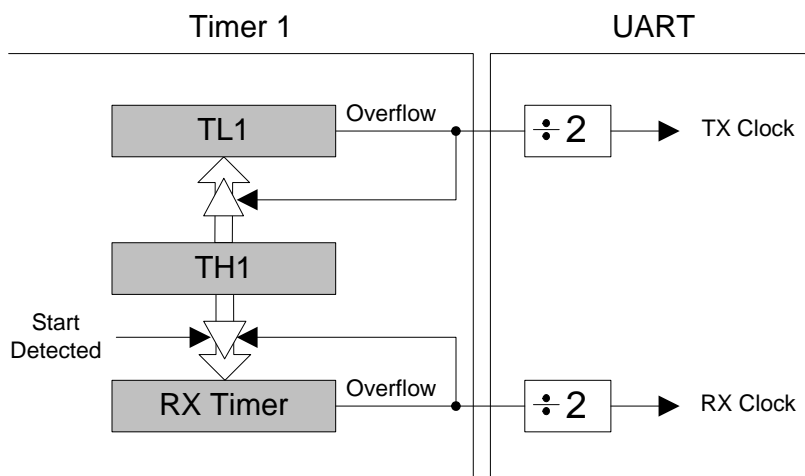 Timer 1
UART
TL1
Overflow
÷ 2
TX Clock
TH1
Start
Detected
RX Timer
Overflow
÷ 2
RX Clock